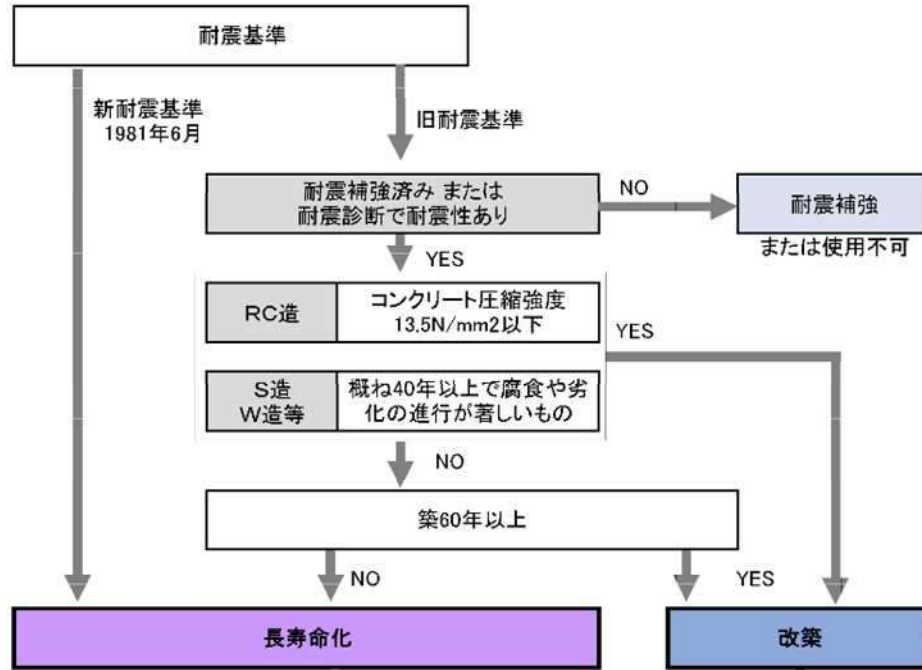 耐震基準
新耐震基準
1981年6月
旧耐震基準
耐震補強済み または
耐震診断で耐震性あり
NO
耐震補強
または使用不可
YES
RC造
コンクリート圧縮強度
13.5N/mm2以下
YES
S造
W造等
概ね40年以上で腐食や劣
化の進行が著しいもの
NO
築60年以上
NO
YES
長寿命化
改築